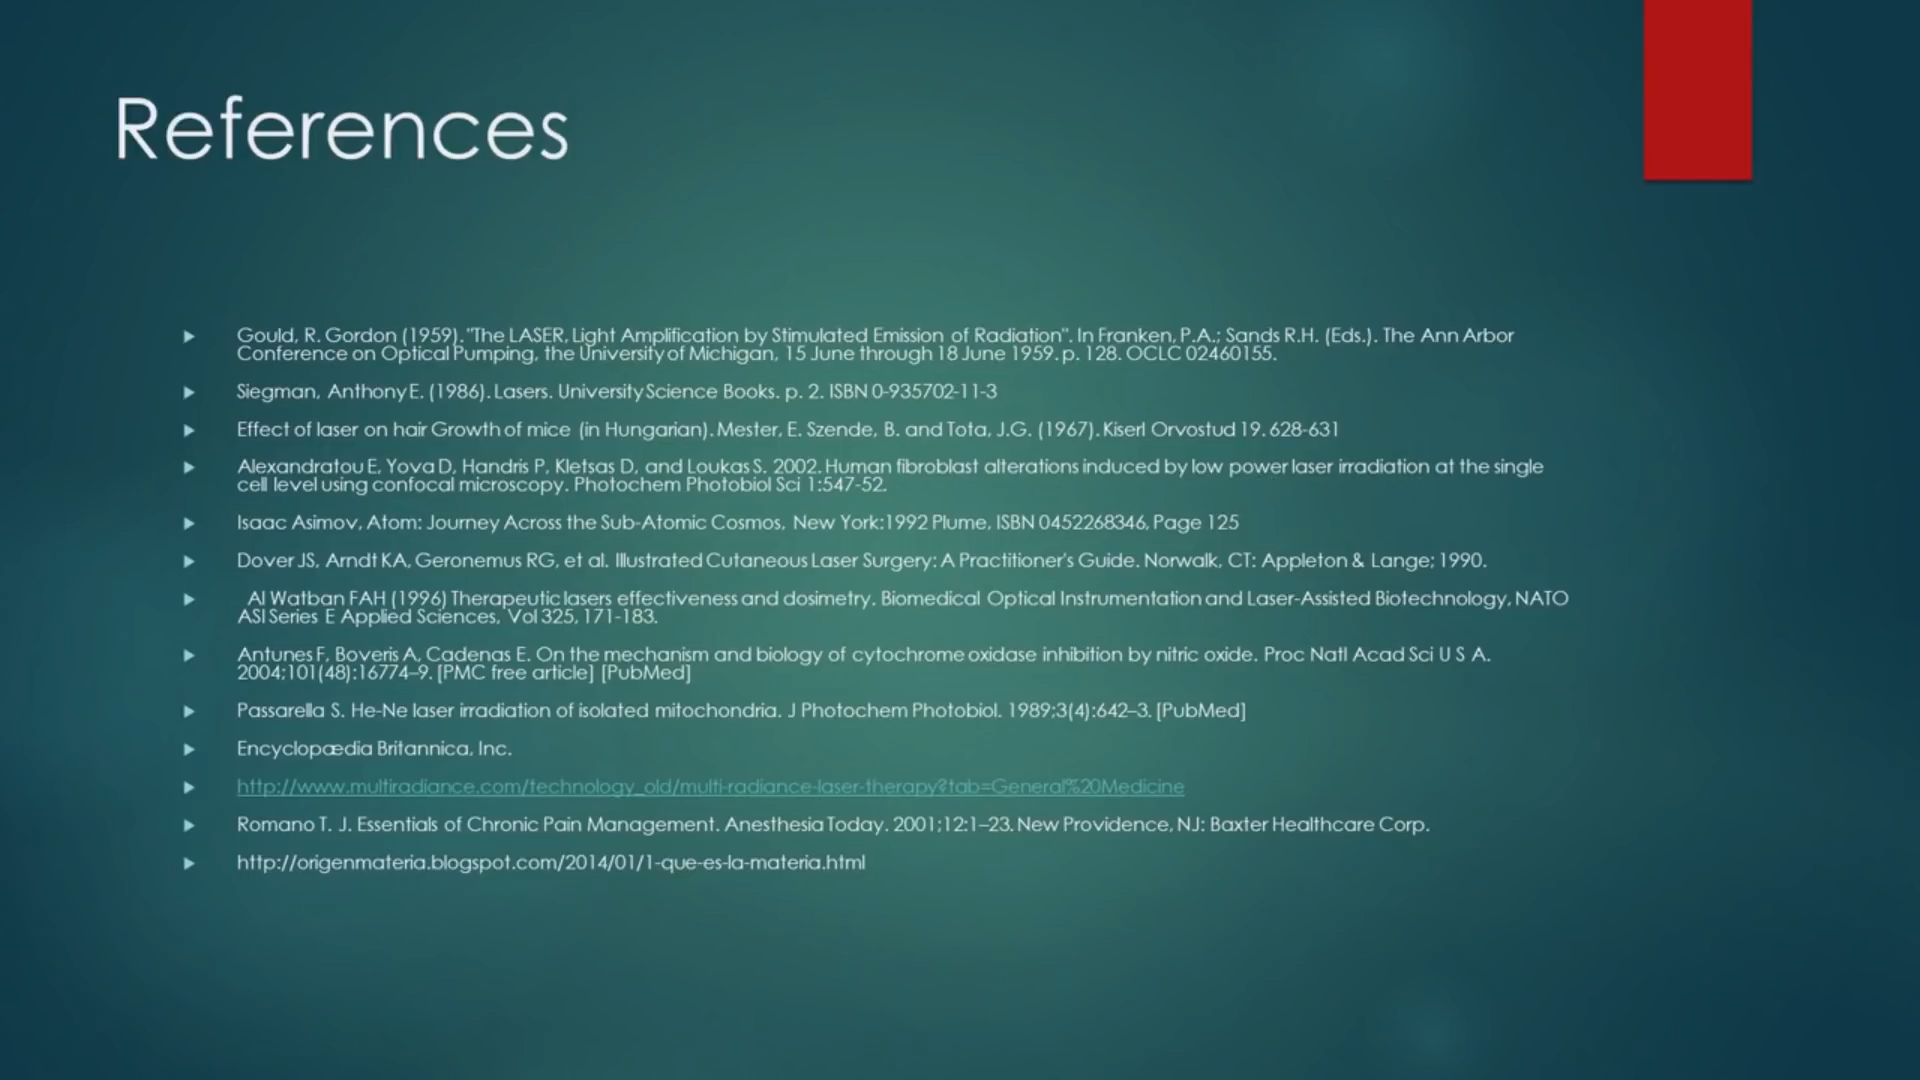 References
Gould, R. Gordon (1959). "The LASER, Light Amplification by Stimulated Emission of Radiation". In Franken, P.A.; Sands R.H. (Eds.). The Ann Arbor
Conference on Optical Pumping, the University of Michigan, 15 June through 18 June 1959. p. 128. OCLC 02460155.
Siegman, Anthony E. (1986). Lasers. University Science Books. p. 2. ISBN 0-935702-11-3
Effect of laser on hair Growth of mice (in Hungarian). Mester, E. Szende, B. and Tota, J.G. (1967). Kiserl Orvostud 19. 628-631
Alexandratou E, Yova D, Handris P, Kletsas D, and Loukas S. 2002. Human fibroblast alterations induced by low power laser irradiation at the single
cell level using confocal microscopy. Photochem Photobiol Sci 1:547-52.
Isaac Asimov, Atom: Journey Across the Sub-Atomic Cosmos, New York:1992 Plume, ISBN 0452268346, Page 125
Dover JS, Arndt KA, Geronemus RG, et al. Illustrated Cutaneous Laser Surgery: A Practitioner's Guide. Norwalk, CT: Appleton & Lange; 1990.
Al Watban FAH (1996) Therapeutic lasers effectiveness and dosimetry. Biomedical Optical Instrumentation and Laser-Assisted Biotechnology, NATO
ASI Series E Applied Sciences, Vol 325, 171-183.
Antunes F, Boveris A, Cadenas E. On the mechanism and biology of cytochrome oxidase inhibition by nitric oxide. Proc Natl Acad Sci U S A.
2004;101(48):16774–9. [PMC free article] [PubMed]
Passarella S. He-Ne laser irradiation of isolated mitochondria. J Photochem Photobiol. 1989;3(4):642–3. [PubMed]
Encyclopædia Britannica, Inc.
http://www.multiradiance.com/technology_old/multi-radiance-laser-therapy?tab=General%20Medicine
Romano T. J. Essentials of Chronic Pain Management. Anesthesia Today. 2001;12:1–23. New Providence, NJ: Baxter Healthcare Corp.
http://origenmateria.blogspot.com/2014/01/1-que-es-la-materia.html